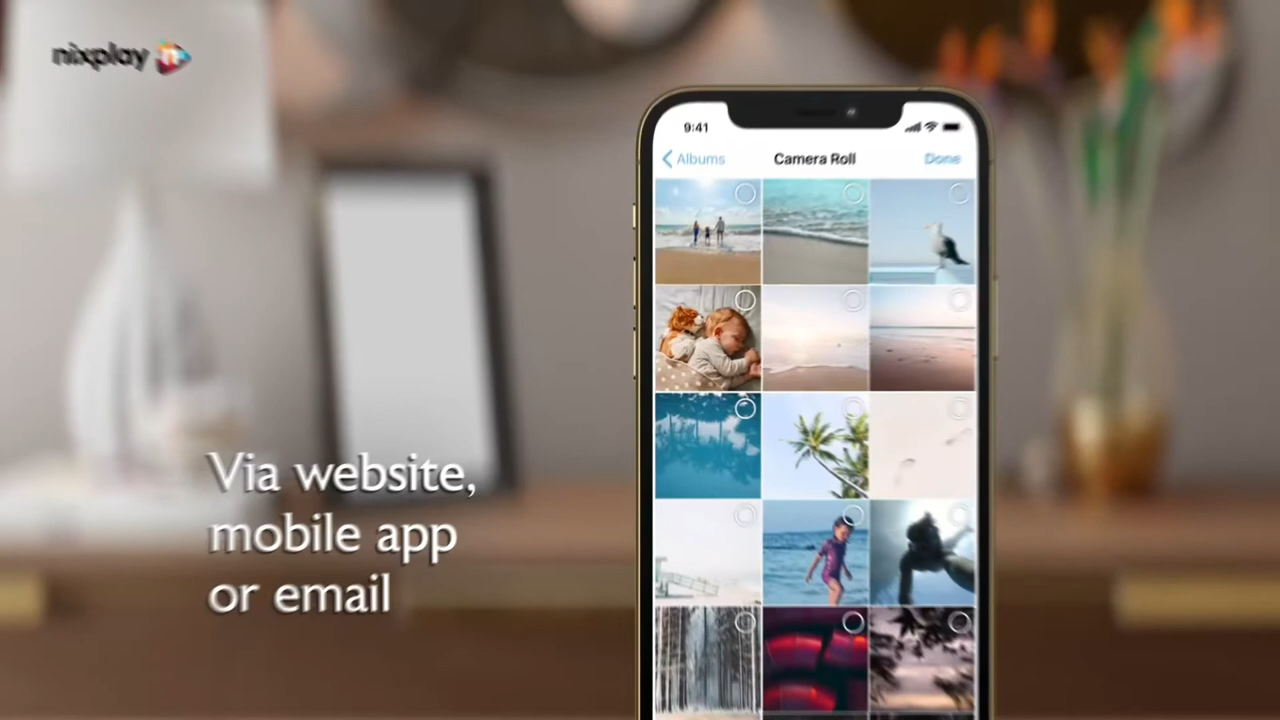 nixplay
9:41
Albums
Camera Roll
Done
Via website,
mobile app
or email